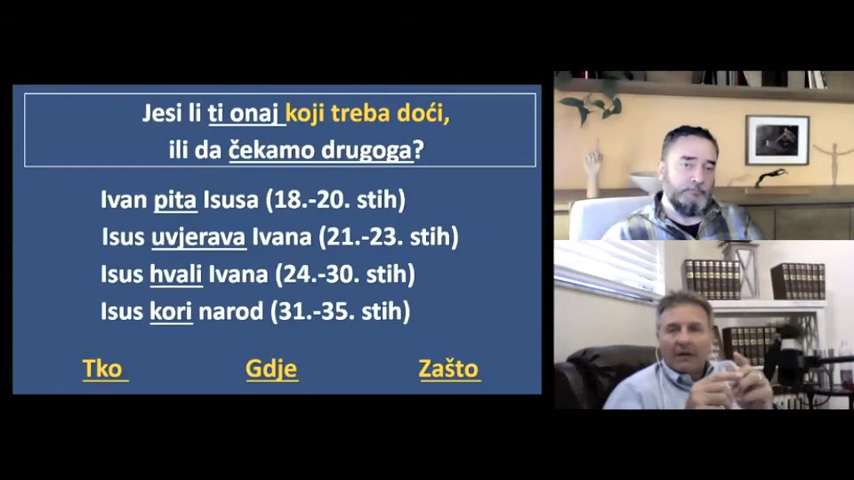 Jesi li ti onaj koji treba doći,
ili da čekamo drugoga?
Ivan pita Isusa (18.-20. stih)
Isus uvjerava Ivana (21.-23. stih)
Isus hvali Ivana (24.-30. stih)
Isus kori narod (31.-35. stih)
Tko Gdje Zašto